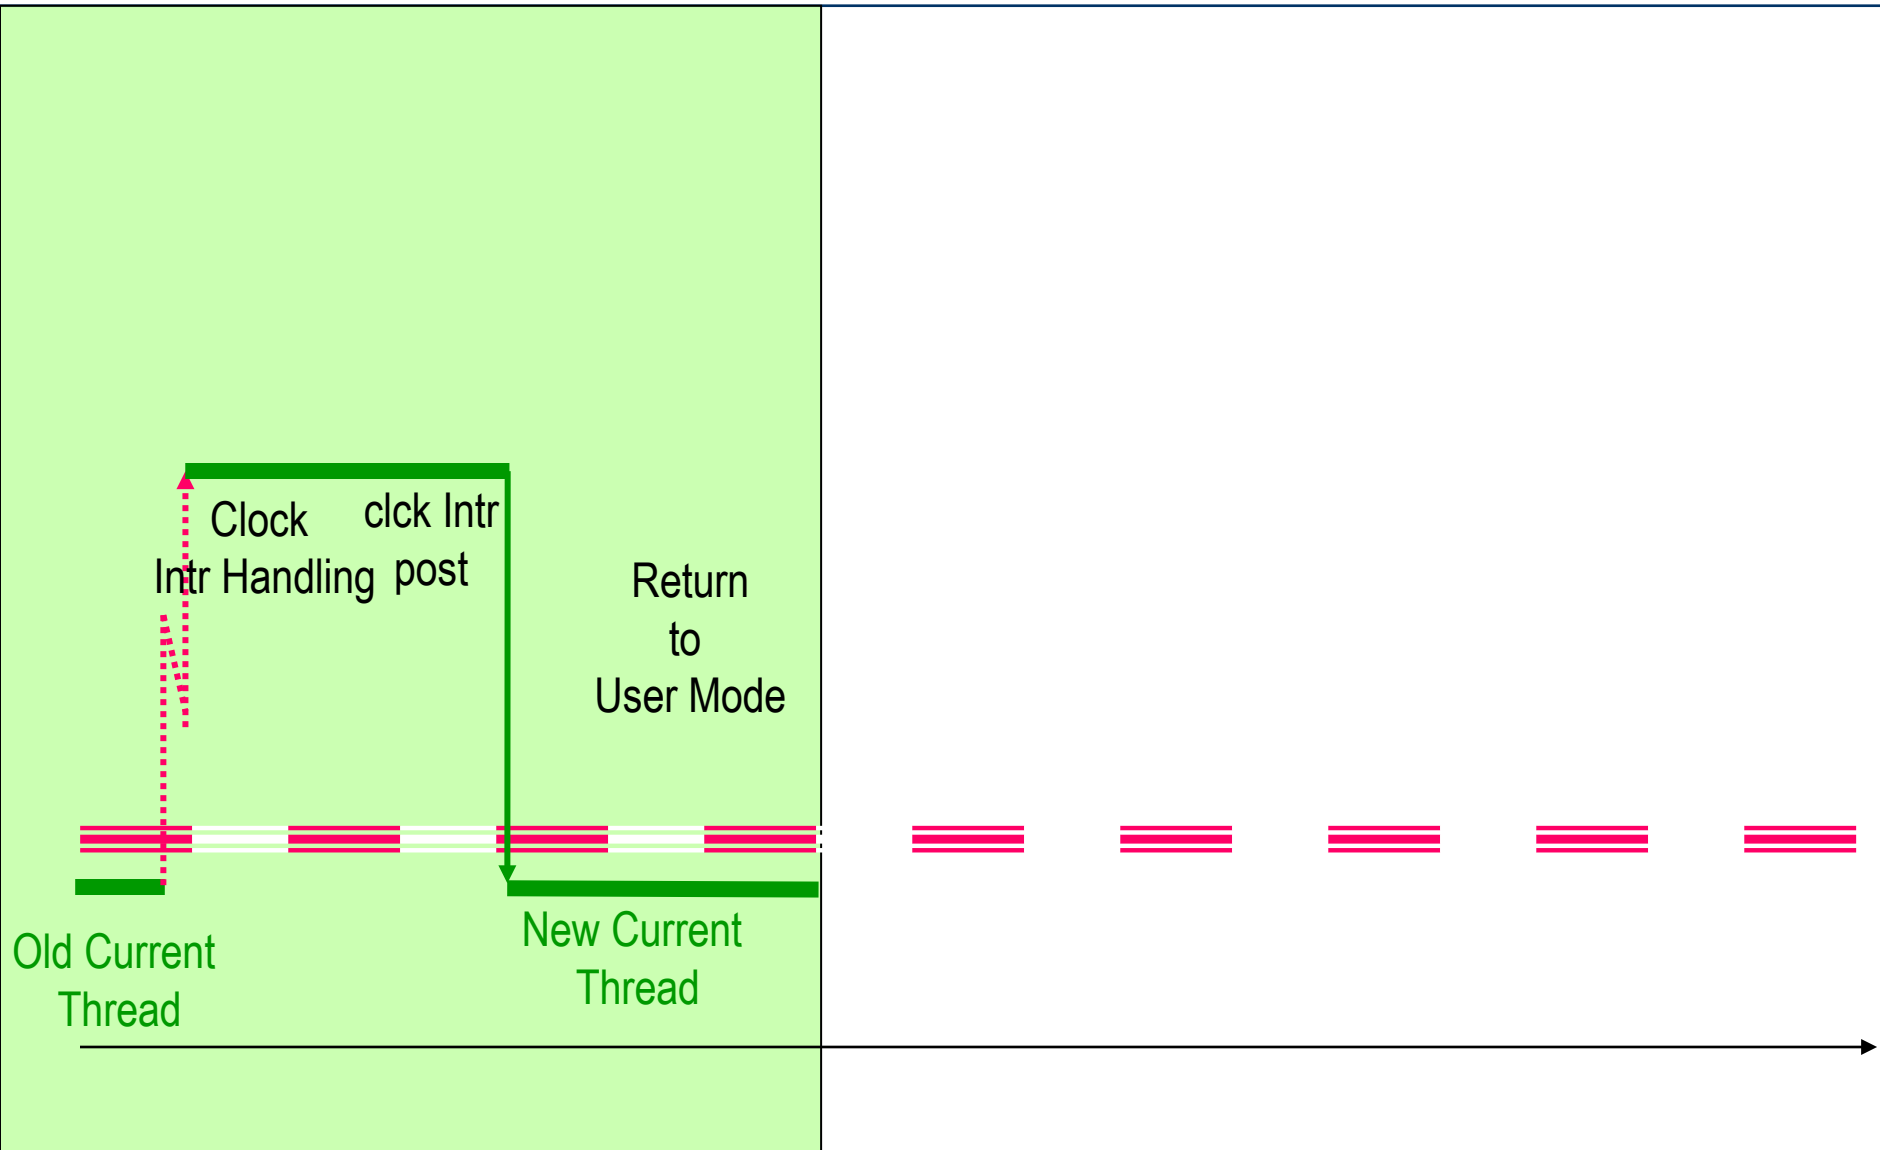 Clock
Intr Handling
clck Intr
post
Return
to
User Mode
Old Current
Thread
New Current
Thread